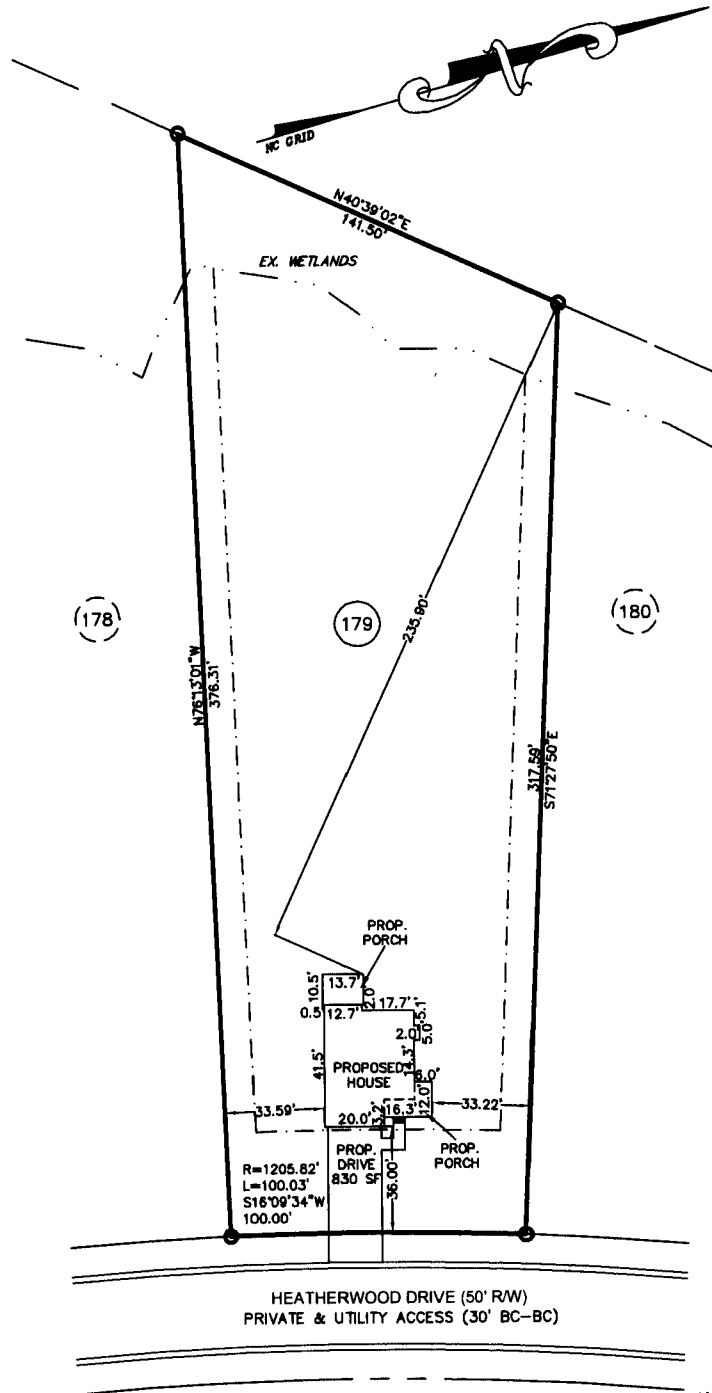 N
NC GRID
N40°39'02"E
141.50'
EX. WETLANDS
178
179
180
235.90'
N76°13'01"W
376.31'
317.59'
S71°27'50"E
PROP.
PORCH
10.5'
13.7'
2.0'
0.5'
12.7'
17.7'
5.1'
2.0'
5.0'
41.5'
14.3'
PROPOSED
HOUSE
6.0'
12.0'
33.59'
20.0'
3.2'
16.3'
33.22'
PROP.
DRIVE
830 SF
36.00'
PROP.
PORCH
R=1205.82'
L=100.03'
S16°09'34"W
100.00'
HEATHERWOOD DRIVE (50' R/W)
PRIVATE & UTILITY ACCESS (30' BC-BC)